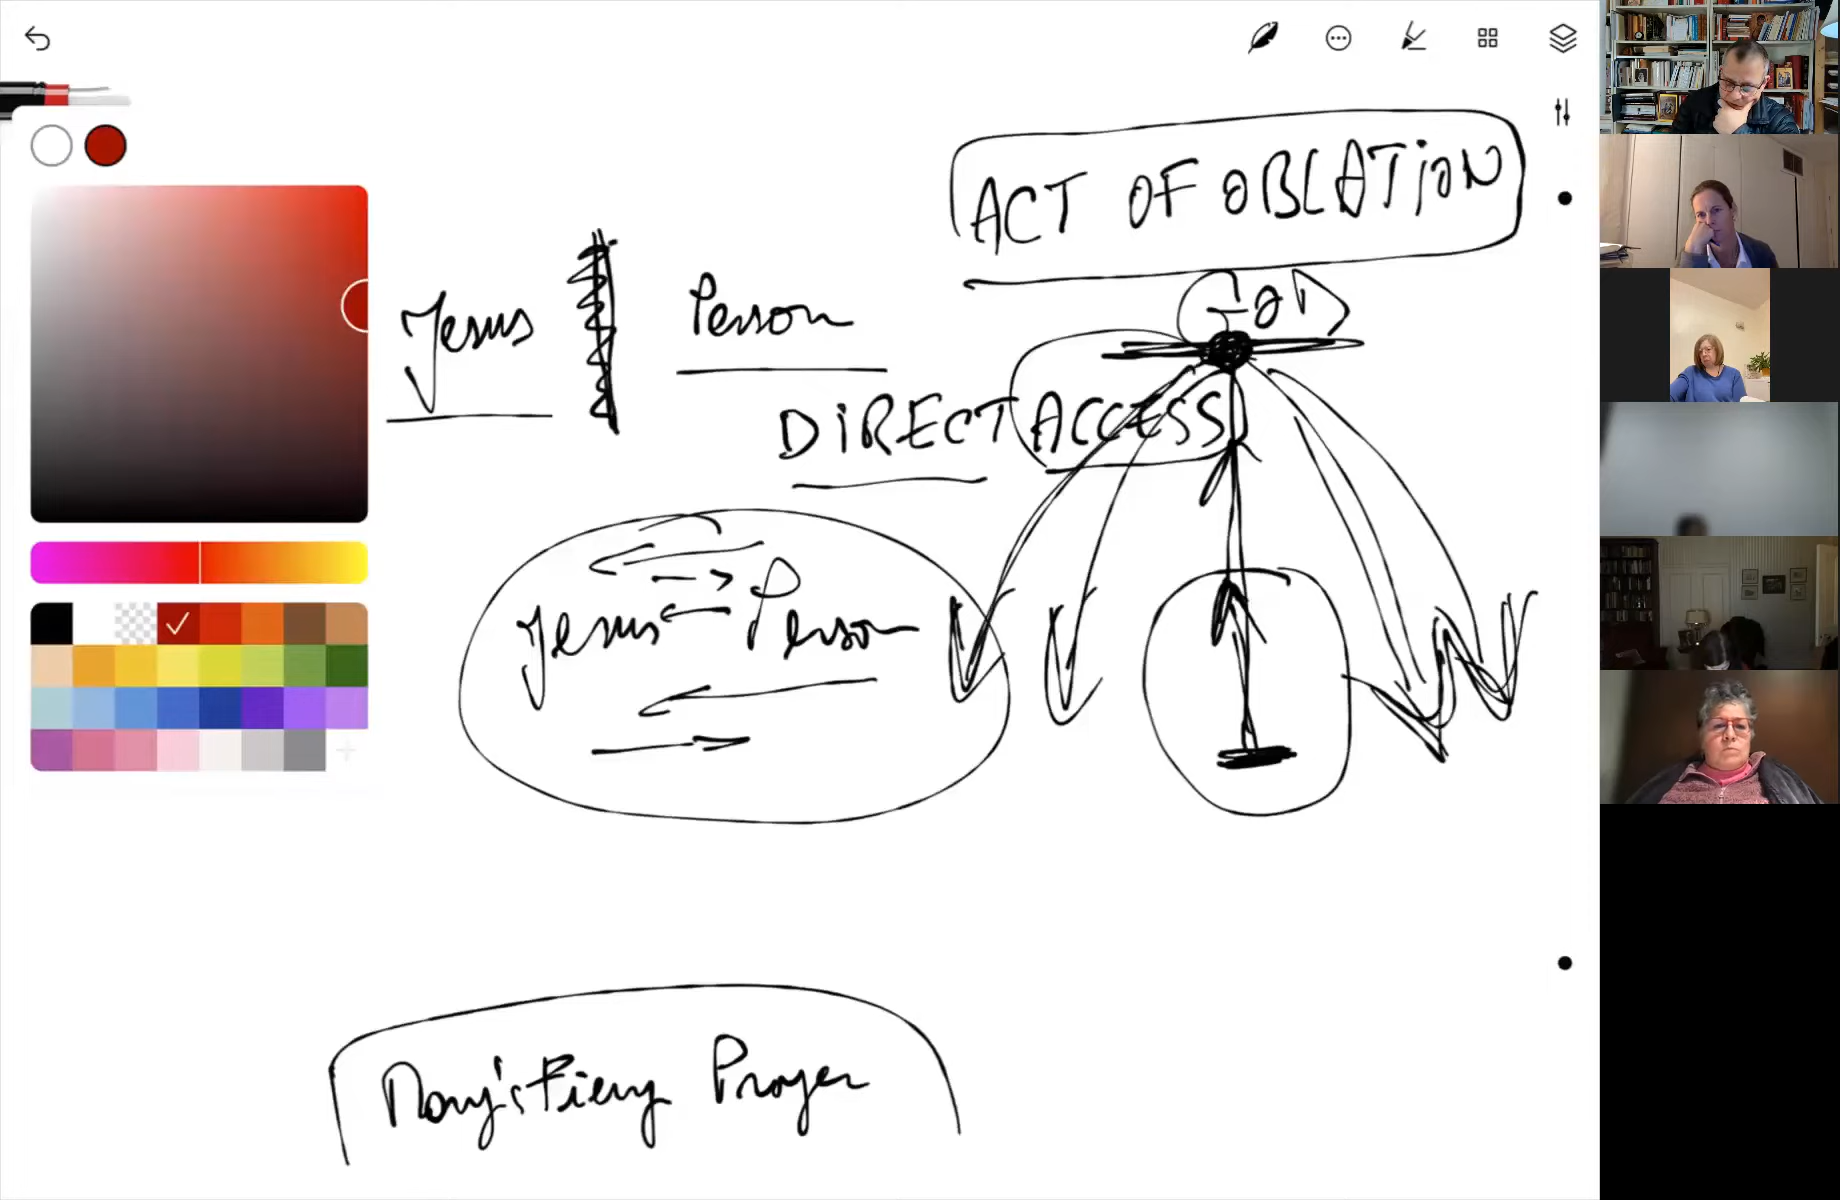 ACT OF OBLATION
GOD
Jesus Person
DIRECT ACCESS
Jesus Person
Mary's Fiery Prayer